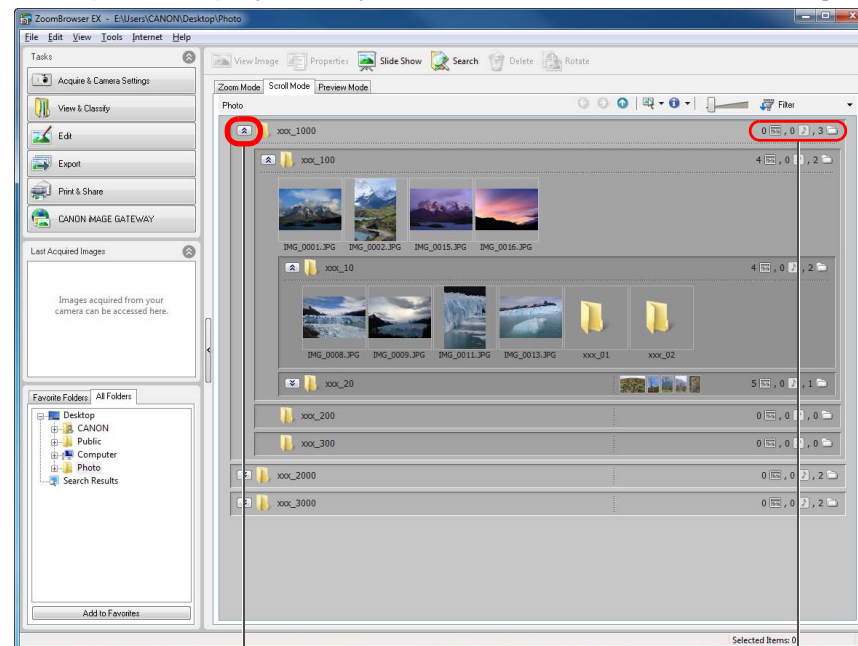 ZoomBrowser EX - E:\Users\CANON\Desktop\Photo
File Edit View Tools Internet Help
Tasks
Acquire & Camera Settings
View & Classify
Edit
Export
Print & Share
CANON iMAGE GATEWAY
Last Acquired Images
Images acquired from your
camera can be accessed here.
Favorite Folders All Folders
Desktop
CANON
Public
Computer
Photo
Search Results
Add to Favorites
View Image Properties Slide Show Search Delete Rotate
Zoom Mode Scroll Mode Preview Mode
Photo Filter
xxx_1000 0 , 0 , 3
xxx_100 4 , 0 , 2
IMG_0001.JPG IMG_0002.JPG IMG_0015.JPG IMG_0016.JPG
xxx_10 4 , 0 , 2
IMG_0008.JPG IMG_0009.JPG IMG_0011.JPG IMG_0013.JPG xxx_01 xxx_02
xxx_20 5 , 0 , 1
xxx_200 0 , 0 , 0
xxx_300 0 , 0 , 0
xxx_2000 0 , 0 , 2
xxx_3000 0 , 0 , 2
Selected Items: 0